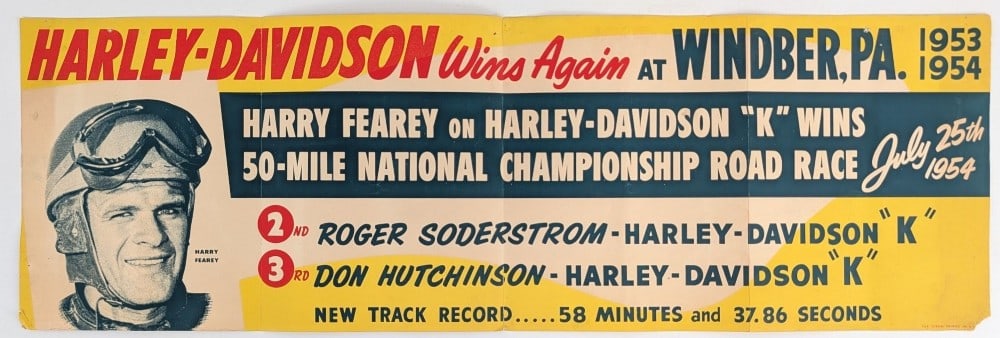 HARLEY-DAVIDSON Wins Again AT WINDBER, PA. 1953 1954
HARRY FEAREY ON HARLEY-DAVIDSON "K" WINS
50-MILE NATIONAL CHAMPIONSHIP ROAD RACE July 25th 1954
2ND ROGER SODERSTROM - HARLEY-DAVIDSON "K"
HARRY
FEAREY
3RD DON HUTCHINSON - HARLEY-DAVIDSON "K"
NEW TRACK RECORD.....58 MINUTES and 37.86 SECONDS